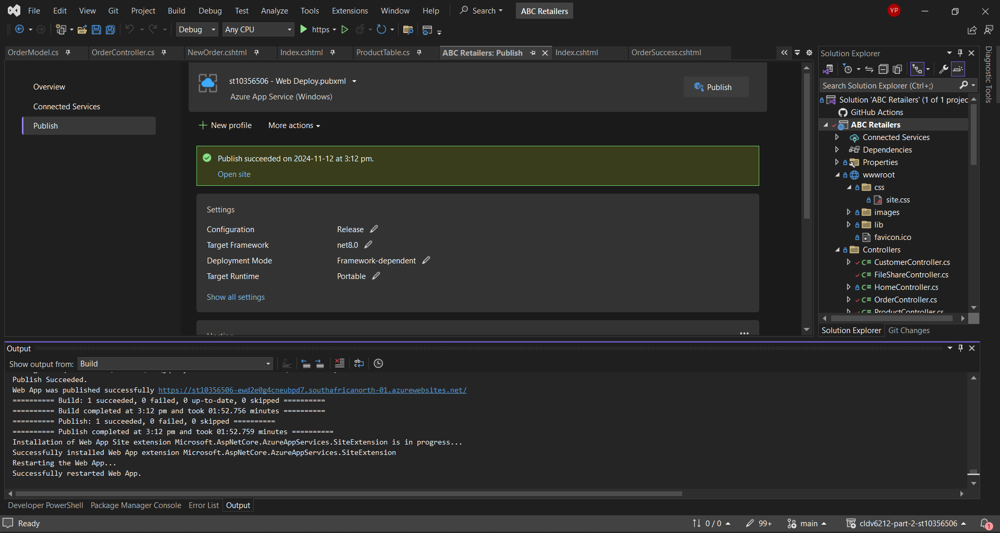 File Edit View Git Project Build Debug Test Analyze Tools Extensions Window Help Search ABC Retailers YP
Debug Any CPU https
OrderModel.cs OrderController.cs NewOrder.cshtml Index.cshtml ProductTable.cs ABC Retailers: Publish Index.cshtml OrderSuccess.cshtml
Overview
Connected Services
Publish
st10356506 - Web Deploy.pubxml
Azure App Service (Windows)
Publish
New profile More actions
Publish succeeded on 2024-11-12 at 3:12 pm.
Open site
Settings
Configuration Release
Target Framework net8.0
Deployment Mode Framework-dependent
Target Runtime Portable
Show all settings
Hosting
Solution Explorer
Search Solution Explorer (Ctrl+;)
Solution 'ABC Retailers' (1 of 1 projec
GitHub Actions
ABC Retailers
Connected Services
Dependencies
Properties
wwwroot
css
site.css
images
lib
favicon.ico
Controllers
C# CustomerController.cs
C# FileShareController.cs
C# HomeController.cs
C# OrderController.cs
C# ProductController.cs
Solution Explorer Git Changes
Diagnostic Tools
Output
Show output from: Build
Publish Succeeded.
Web App was published successfully https://st10356506-ewd2e0g4cneubpd7.southafricanorth-01.azurewebsites.net/
========== Build: 1 succeeded, 0 failed, 0 up-to-date, 0 skipped ==========
========== Build completed at 3:12 pm and took 01:52.756 minutes ==========
========== Publish: 1 succeeded, 0 failed, 0 skipped ==========
========== Publish completed at 3:12 pm and took 01:52.759 minutes ==========
Installation of Web App Site extension Microsoft.AspNetCore.AzureAppServices.SiteExtension is in progress...
Successfully installed Web App extension Microsoft.AspNetCore.AzureAppServices.SiteExtension
Restarting the Web App...
Successfully restarted Web App.
Developer PowerShell Package Manager Console Error List Output
Ready 0 / 0 99+ main cldv6212-part-2-st10356506 1